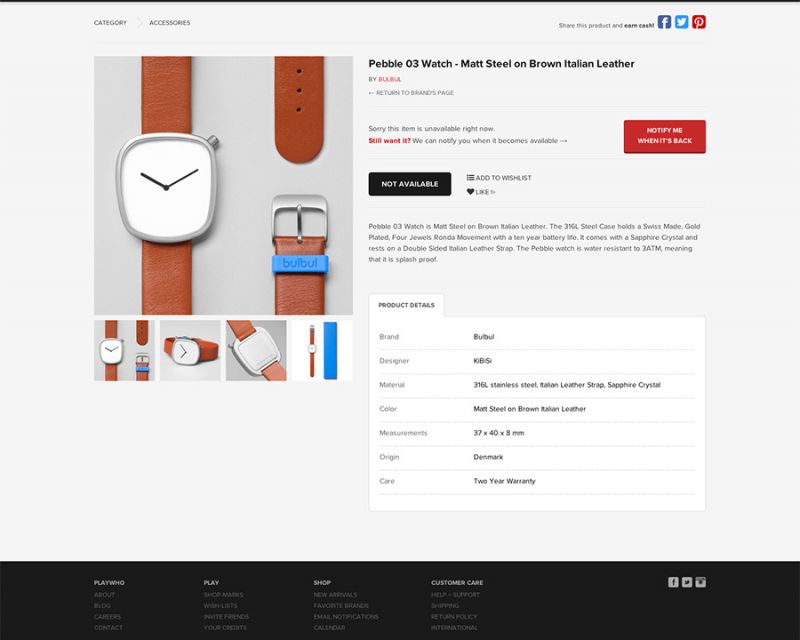 CATEGORY ACCESSORIES
Share this product and earn cash!
Pebble 03 Watch - Matt Steel on Brown Italian Leather
BY BULBUL
← RETURN TO BRAND'S PAGE
Sorry this item is unavailable right now.
Still want it? We can notify you when it becomes available →
NOTIFY ME
WHEN IT'S BACK
NOT AVAILABLE
ADD TO WISHLIST
LIKE 1+
bulbul
Pebble 03 Watch is Matt Steel on Brown Italian Leather. The 316L Steel Case holds a Swiss Made, Gold
Plated, Four Jewels Ronda Movement with a ten year battery life. It comes with a Sapphire Crystal and
rests on a Double Sided Italian Leather Strap. The Pebble watch is water resistant to 3ATM, meaning
that it is splash proof.
PRODUCT DETAILS
Brand Bulbul
Designer KiBiSi
Material 316L stainless steel, Italian Leather Strap, Sapphire Crystal
Color Matt Steel on Brown Italian Leather
Measurements 37 x 40 x 8 mm
Origin Denmark
Care Two Year Warranty
PLAYWHO
ABOUT
BLOG
CAREERS
CONTACT
PLAY
SHOP MARKS
WISH-LISTS
INVITE FRIENDS
YOUR CREDITS
SHOP
NEW ARRIVALS
FAVORITE BRANDS
EMAIL NOTIFICATIONS
CALENDAR
CUSTOMER CARE
HELP + SUPPORT
SHIPPING
RETURN POLICY
INTERNATIONAL